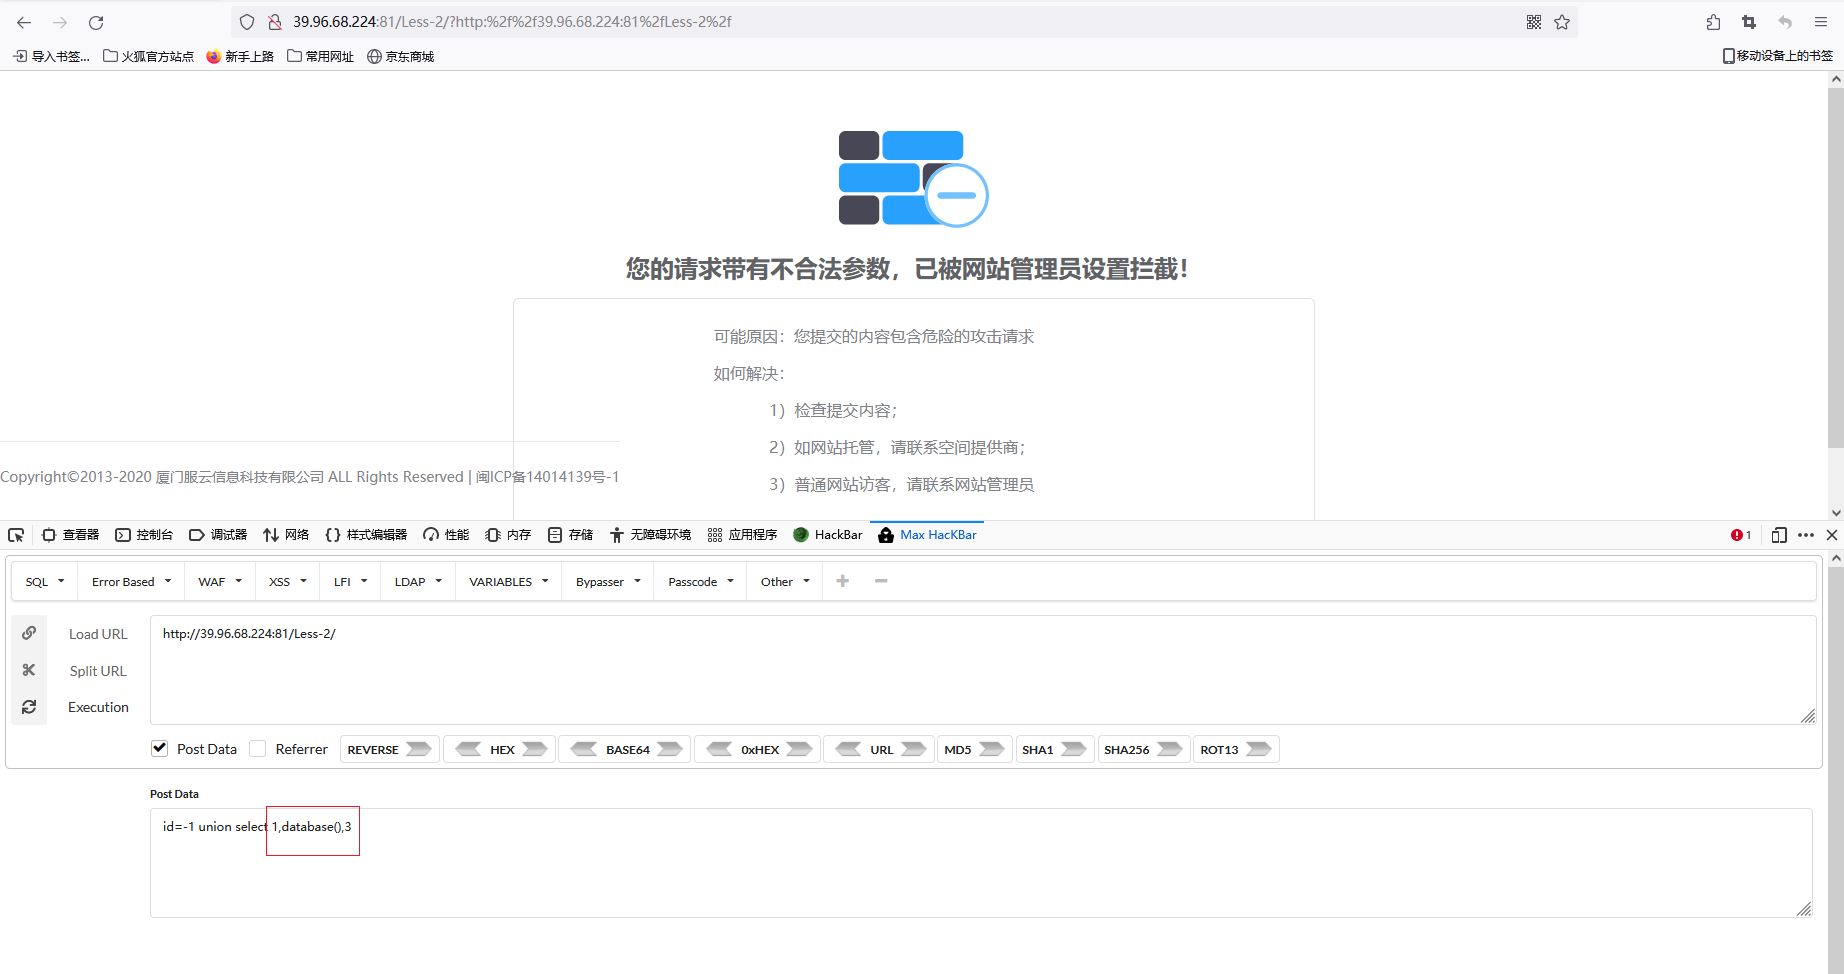 39.96.68.224:81/Less-2/?http:%2f%2f39.96.68.224:81%2fLess-2%2f
导入书签... 火狐官方站点 新手上路 常用网址 京东商城 移动设备上的书签
您的请求带有不合法参数，已被网站管理员设置拦截！
可能原因：您提交的内容包含危险的攻击请求
如何解决：
1）检查提交内容；
2）如网站托管，请联系空间提供商；
3）普通网站访客，请联系网站管理员
Copyright©2013-2020 厦门服云信息科技有限公司 ALL Rights Reserved | 闽ICP备14014139号-1
查看器 控制台 调试器 网络 样式编辑器 性能 内存 存储 无障碍环境 应用程序 HackBar Max HacKBar 1
SQL Error Based WAF XSS LFI LDAP VARIABLES Bypasser Passcode Other
Load URL http://39.96.68.224:81/Less-2/
Split URL
Execution
Post Data Referrer REVERSE HEX BASE64 0xHEX URL MD5 SHA1 SHA256 ROT13
Post Data
id=-1 union select 1,database(),3